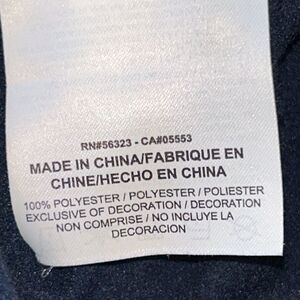 RN#56323 - CA#05553
MADE IN CHINA/FABRIQUE EN
CHINE/HECHO EN CHINA
100% POLYESTER / POLYESTER / POLIESTER
EXCLUSIVE OF DECORATION / DECORATION
NON COMPRISE / NO INCLUYE LA
DECORACION